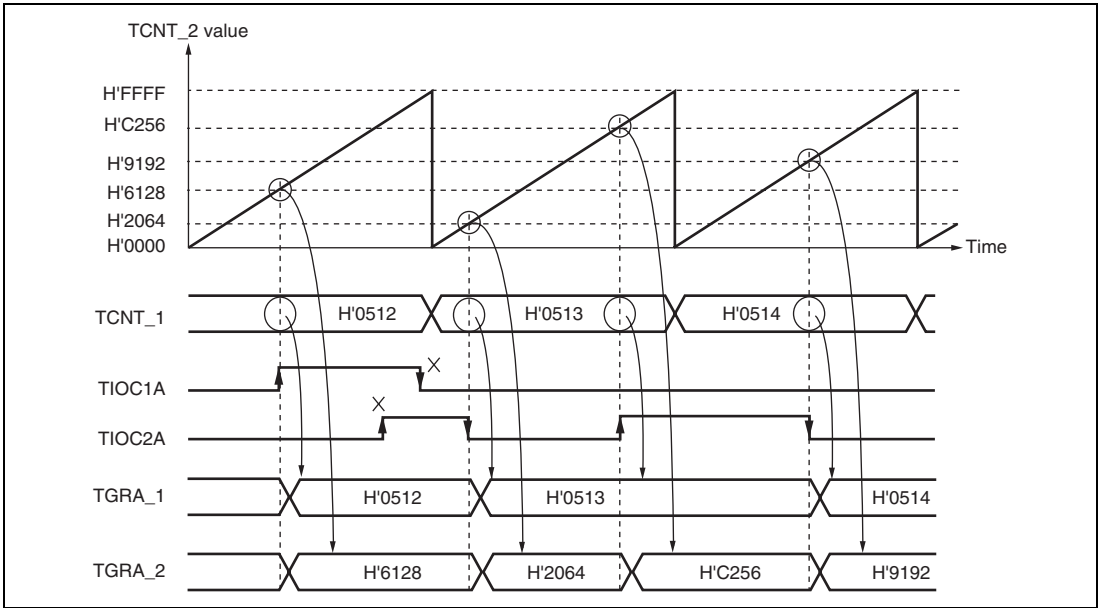 TCNT_2 value
H'FFFF
H'C256
H'9192
H'6128
H'2064
H'0000
Time
TCNT_1 H'0512 H'0513 H'0514
TIOC1A
TIOC2A
TGRA_1 H'0512 H'0513 H'0514
TGRA_2 H'6128 H'2064 H'C256 H'9192